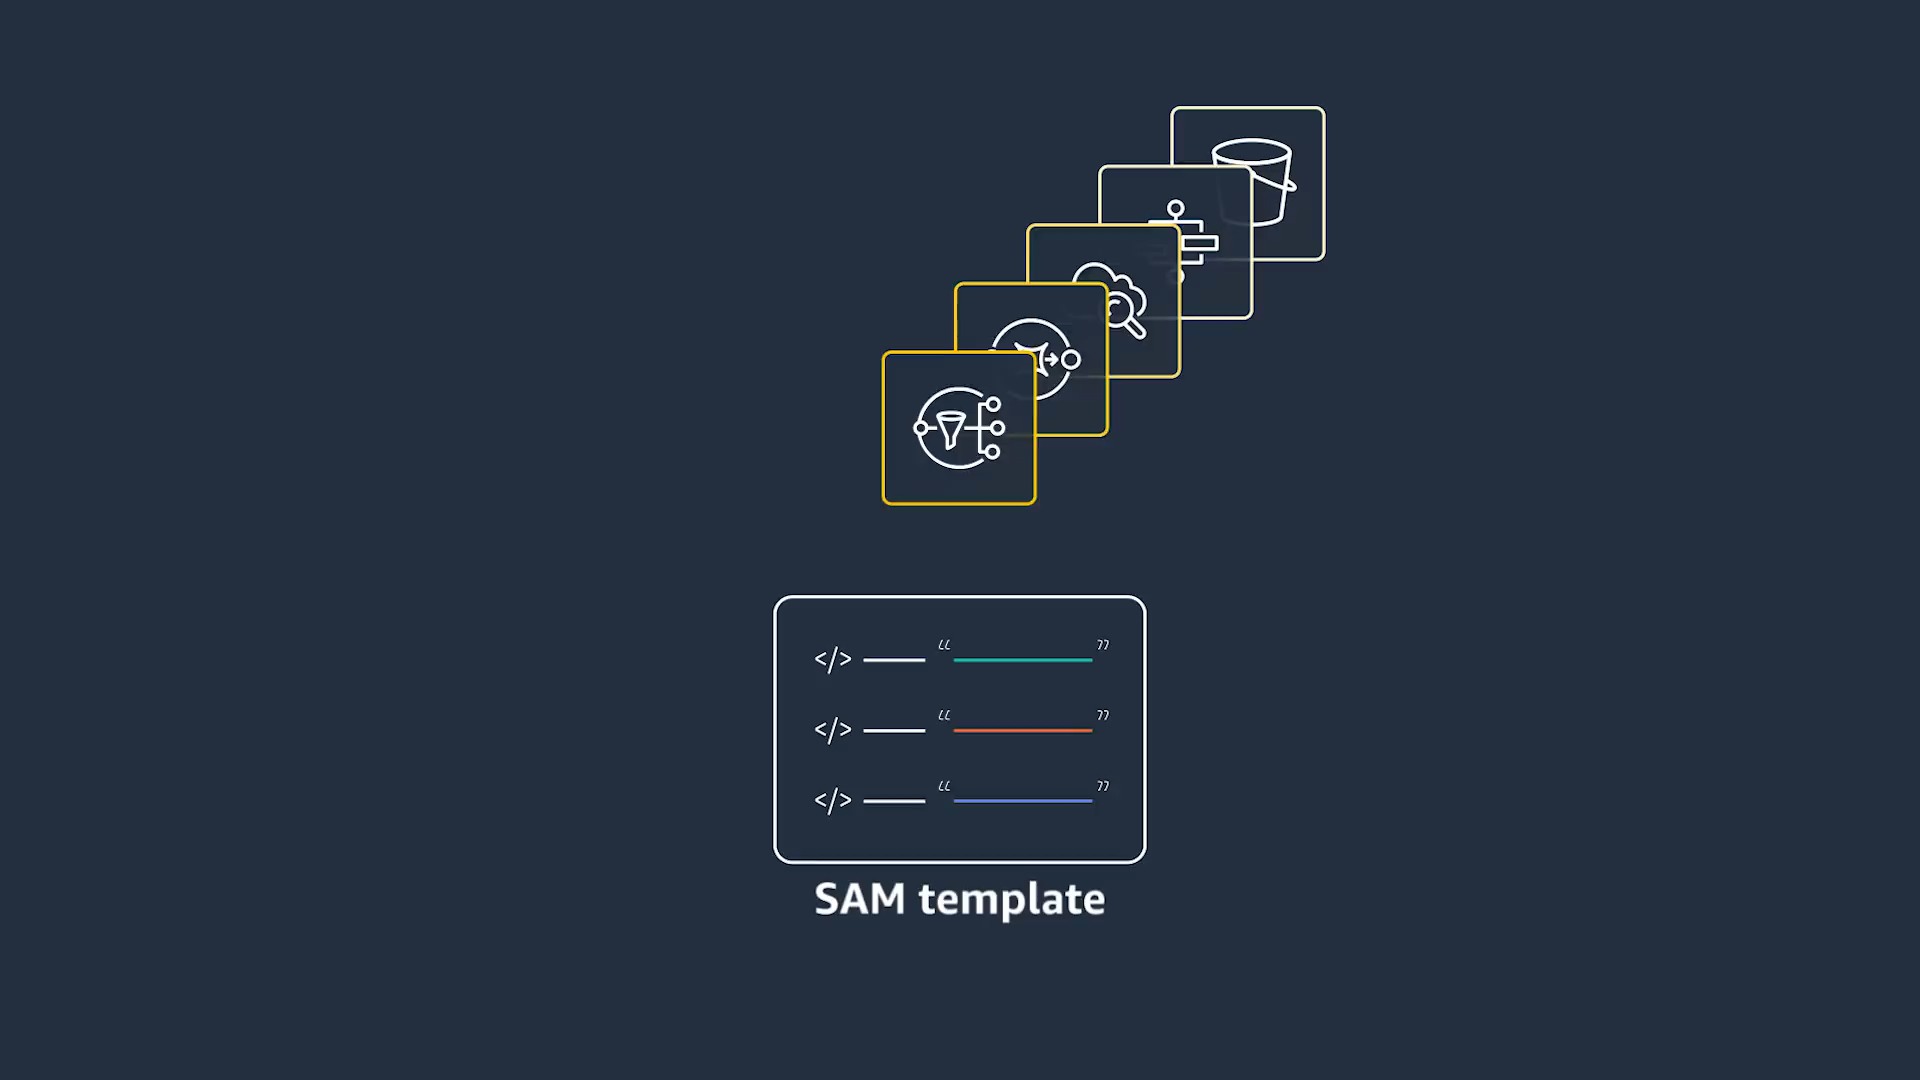 </> “ ”
</> “ ”
</> “ ”
SAM template